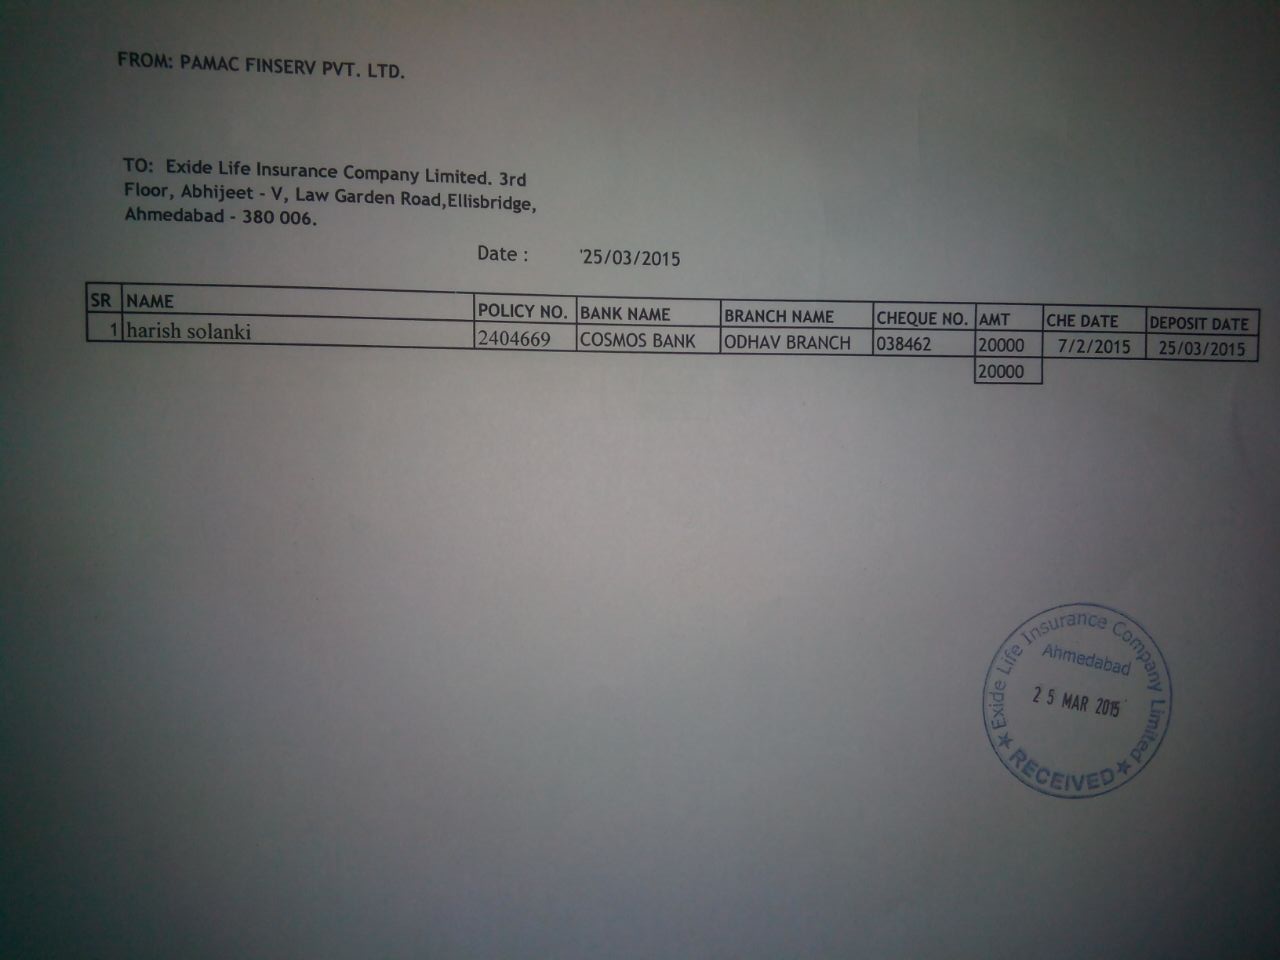 FROM: PAMAC FINSERV PVT. LTD.
TO: Exide Life Insurance Company Limited. 3rd
Floor, Abhijeet - V, Law Garden Road,Ellisbridge,
Ahmedabad - 380 006.
Date : '25/03/2015
SR NAME POLICY NO. BANK NAME BRANCH NAME CHEQUE NO. AMT CHE DATE DEPOSIT DATE
1 harish solanki 2404669 COSMOS BANK ODHAV BRANCH 038462 20000 7/2/2015 25/03/2015
20000
Exide Life Insurance Company Limited
Ahmedabad
25 MAR 2015
★ RECEIVED ★